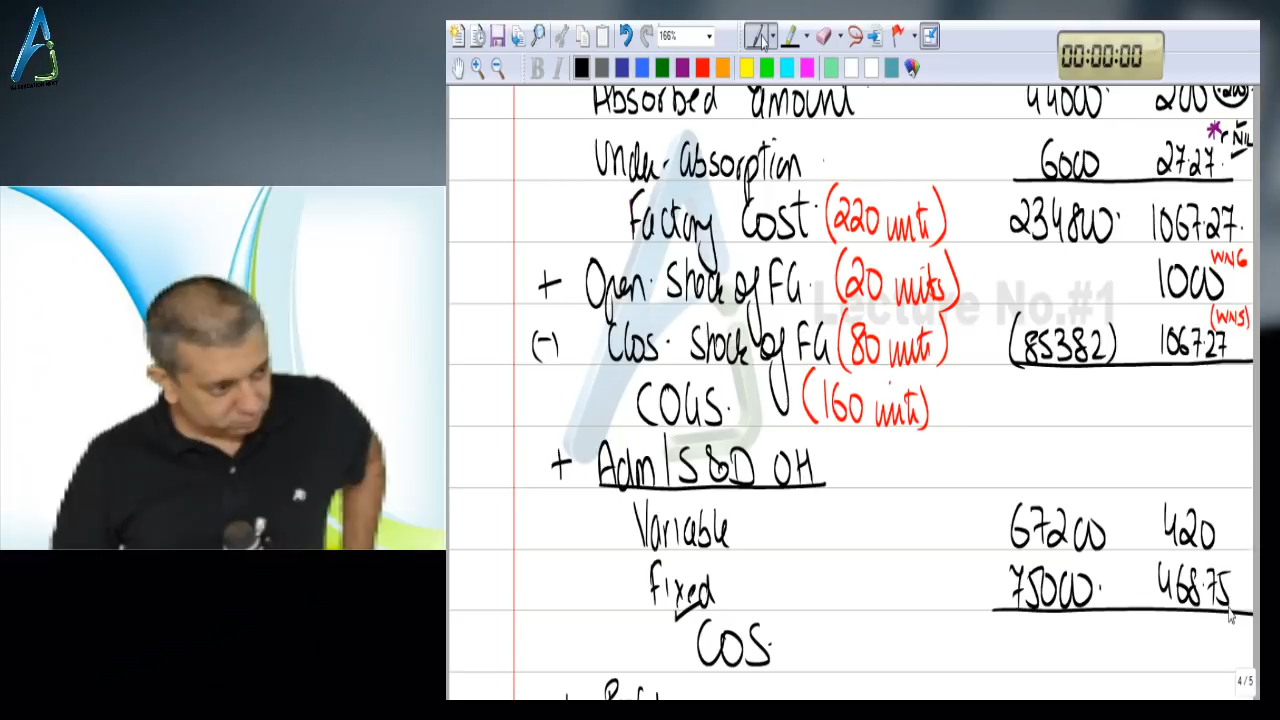 166%
00:00:00
Absorbed amount 44000 200 (200)
Under-absorption 6000 27.27 * NIL
Factory Cost (220 units) 234800 1067.27
WN6
+ Open. Stock of FG (20 units) 1000
Lecture No.#1
(WN5)
(-) Clos. Stock of FG (80 units) (85382) 1067.27
COGS. (160 units)
+ Adm/S&D OH
Variable 67200 420
Fixed 75000 468.75
COS.
4/5